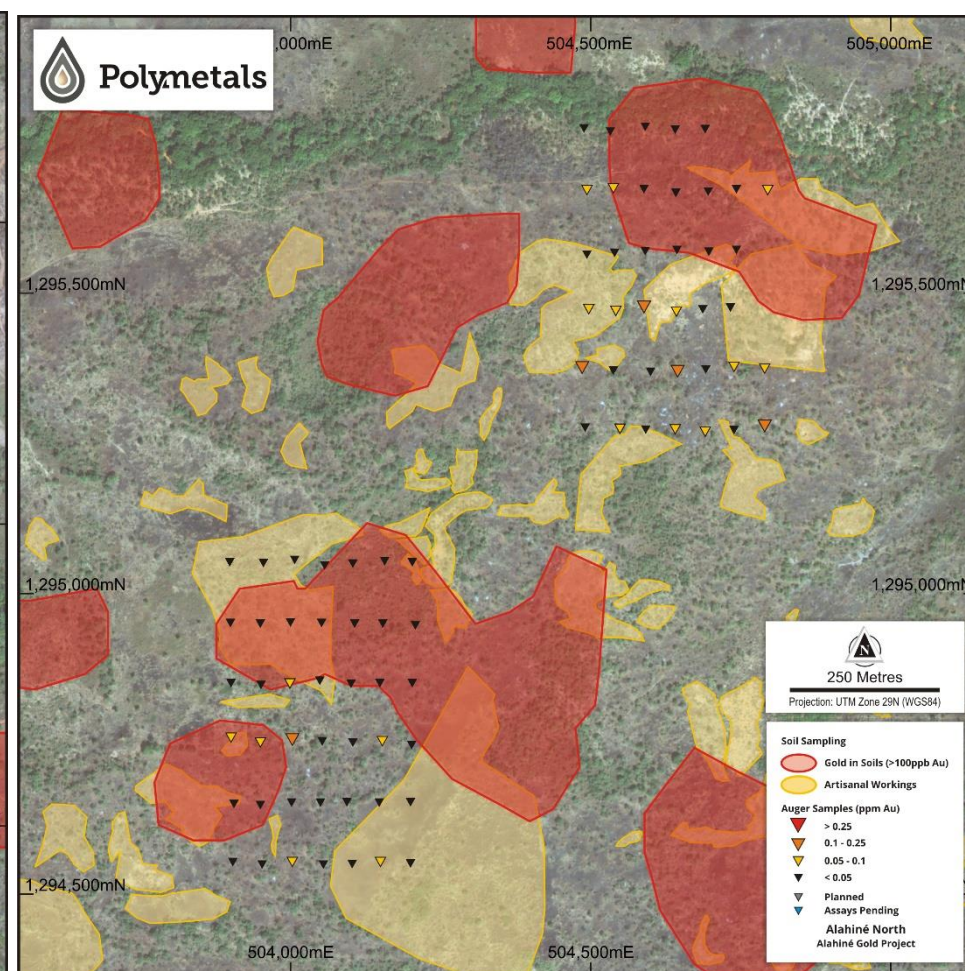 ,000mE
504,500mE
505,000mE
Polymetals
1,295,500mN
1,295,500mN
1,295,000mN
1,295,000mN
N
250 Metres
Projection: UTM Zone 29N (WGS84)
Soil Sampling
Gold in Soils (>100ppb Au)
Artisanal Workings
Auger Samples (ppm Au)
> 0.25
0.1 - 0.25
0.05 - 0.1
< 0.05
Planned
Assays Pending
Alahiné North
Alahiné Gold Project
1,294,500mN
504,000mE
504,500mE